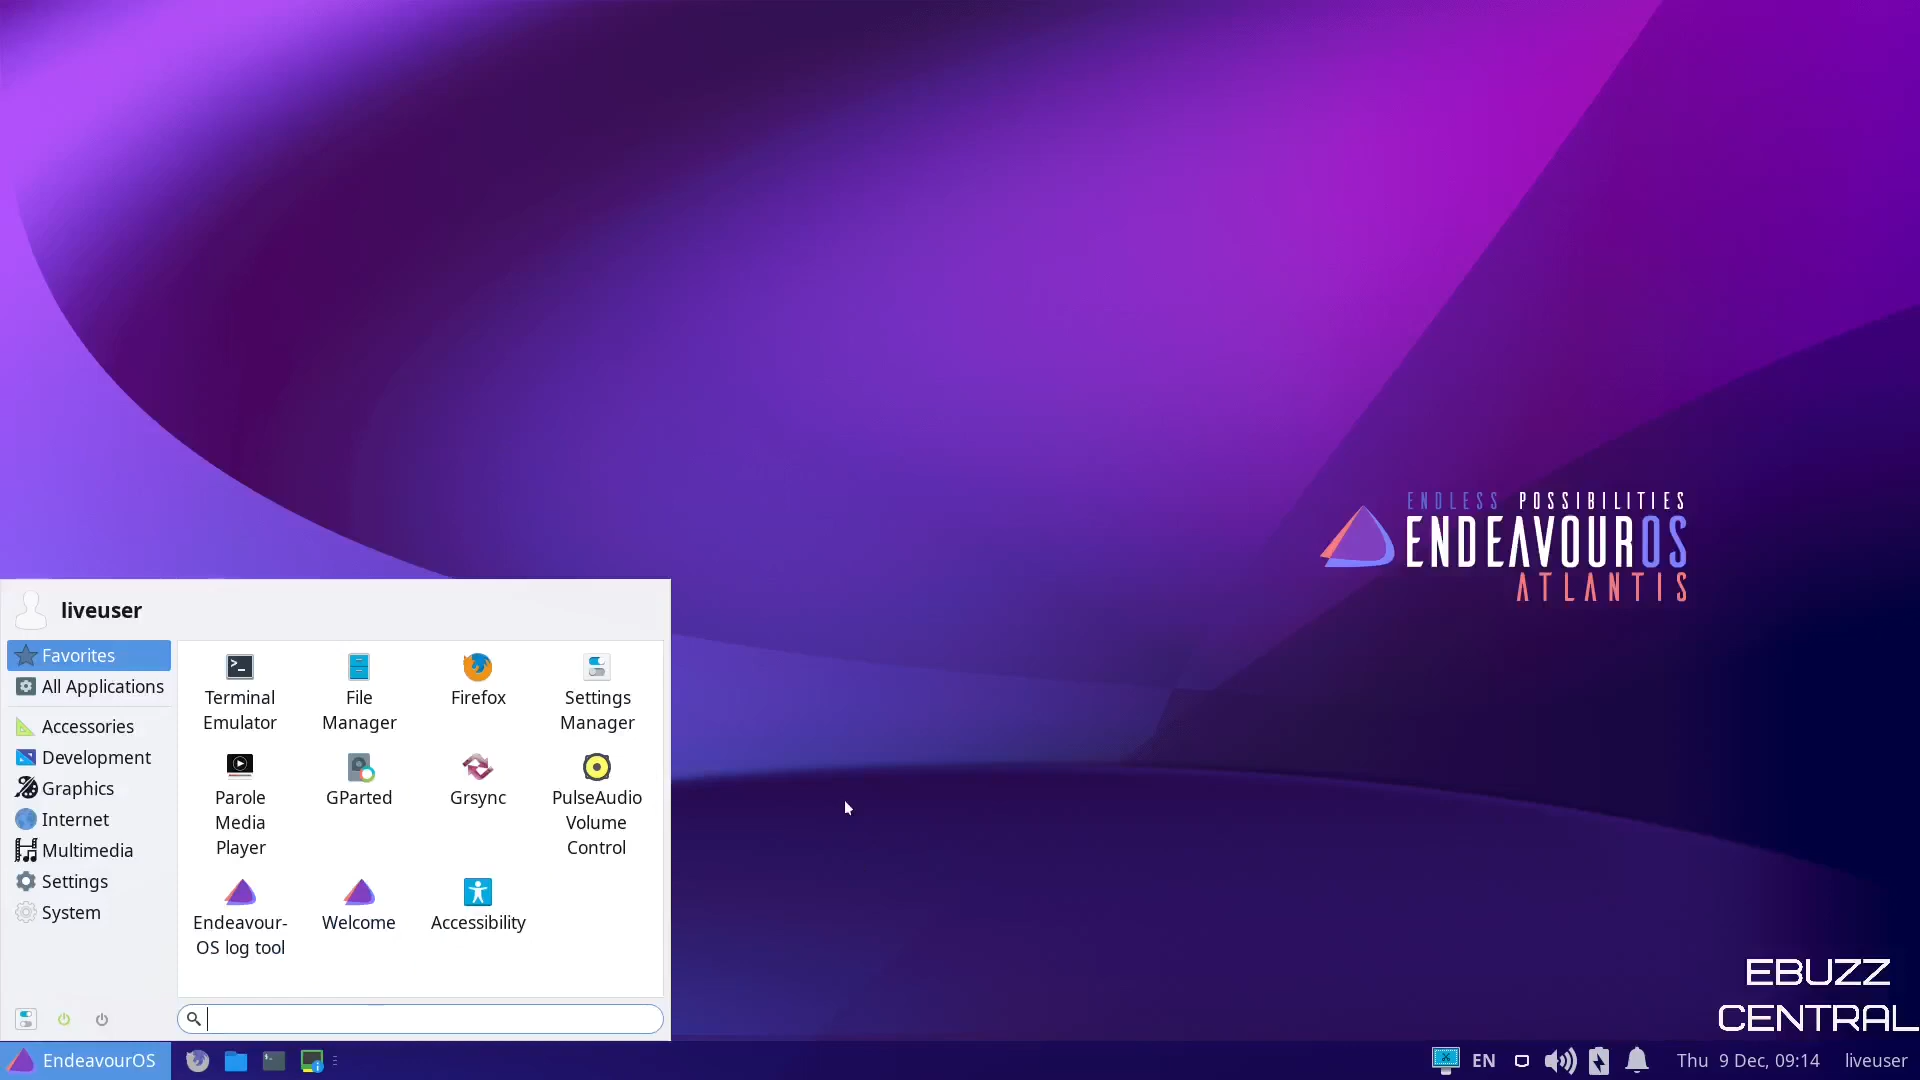 ENDLESS POSSIBILITIES
ENDEAVOUROS
ATLANTIS
liveuser
Favorites
All Applications
Accessories
Development
Graphics
Internet
Multimedia
Settings
System
Terminal
Emulator
File
Manager
Firefox
Settings
Manager
Parole
Media
Player
GParted
Grsync
PulseAudio
Volume
Control
Endeavour-
OS log tool
Welcome
Accessibility
EBUZZ
CENTRAL
EndeavourOS
EN
Thu 9 Dec, 09:14
liveuser